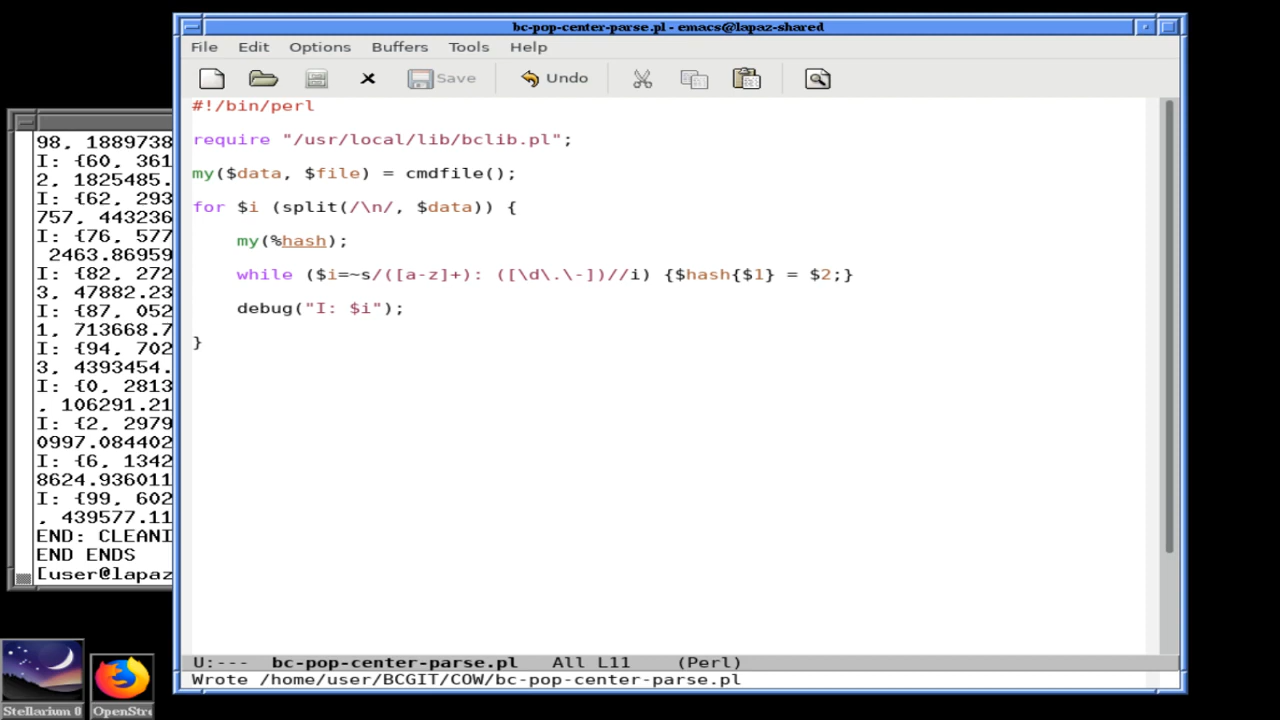 bc-pop-center-parse.pl - emacs@lapaz-shared
File Edit Options Buffers Tools Help
Save Undo
#!/bin/perl
require "/usr/local/lib/bclib.pl";
my($data, $file) = cmdfile();
for $i (split(/\n/, $data)) {
my(%hash);
while ($i=~s/([a-z]+): ([\d\.\-])//i) {$hash{$1} = $2;}
debug("I: $i");
}
U:--- bc-pop-center-parse.pl All L11 (Perl)
Wrote /home/user/BCGIT/COW/bc-pop-center-parse.pl
98, 1889738
I: {60, 361
2, 1825485.
I: {62, 293
757, 443236
I: {76, 577
2463.86959
I: {82, 272
3, 47882.23
I: {87, 052
1, 713668.7
I: {94, 702
3, 4393454.
I: {0, 2813
, 106291.21
I: {2, 2979
0997.084402
I: {6, 1342
8624.936011
I: {99, 602
, 439577.11
END: CLEANI
END ENDS
[user@lapaz
Stellarium 0
OpenStre